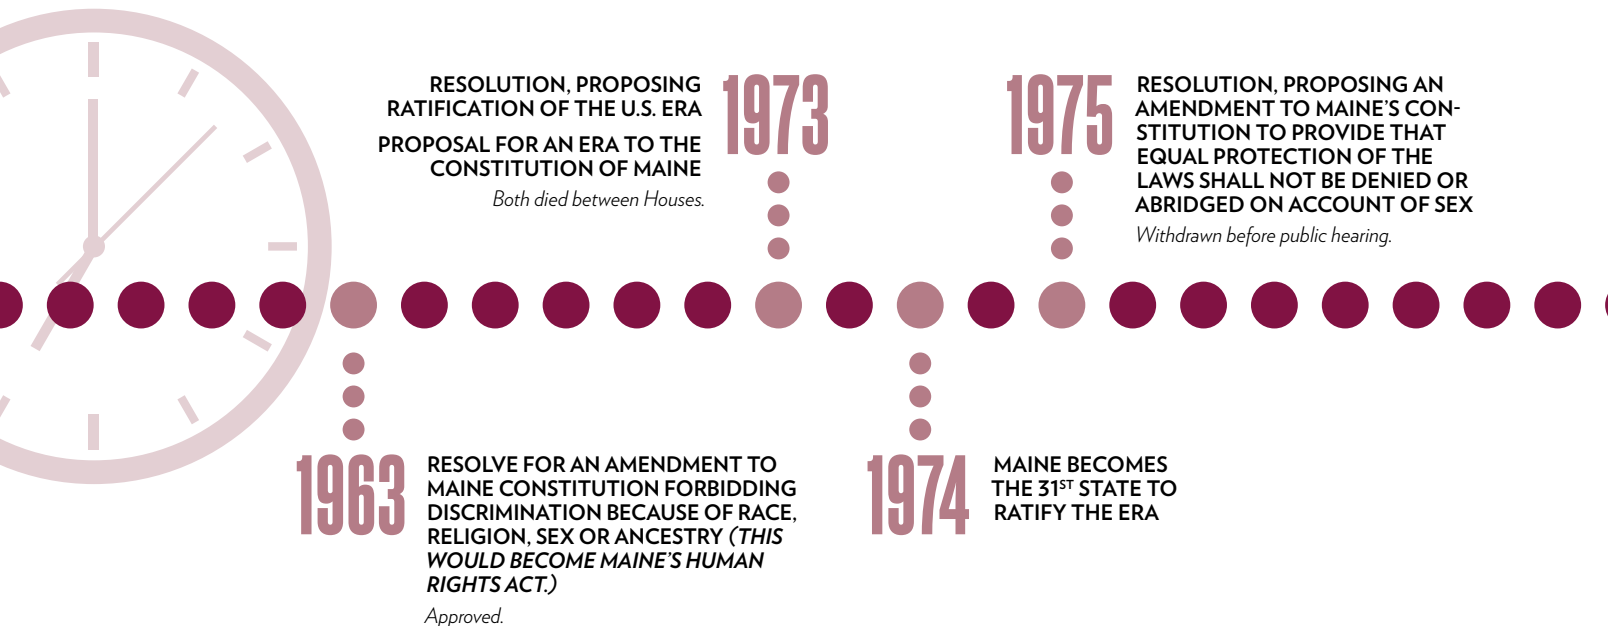 RESOLUTION, PROPOSING
RATIFICATION OF THE U.S. ERA
PROPOSAL FOR AN ERA TO THE
CONSTITUTION OF MAINE
Both died between Houses.
1973
1975
RESOLUTION, PROPOSING AN
AMENDMENT TO MAINE’S CON-
STITUTION TO PROVIDE THAT
EQUAL PROTECTION OF THE
LAWS SHALL NOT BE DENIED OR
ABRIDGED ON ACCOUNT OF SEX
Withdrawn before public hearing.
1963
RESOLVE FOR AN AMENDMENT TO
MAINE CONSTITUTION FORBIDDING
DISCRIMINATION BECAUSE OF RACE,
RELIGION, SEX OR ANCESTRY (THIS
WOULD BECOME MAINE’S HUMAN
RIGHTS ACT.)
Approved.
1974
MAINE BECOMES
THE 31ST STATE TO
RATIFY THE ERA